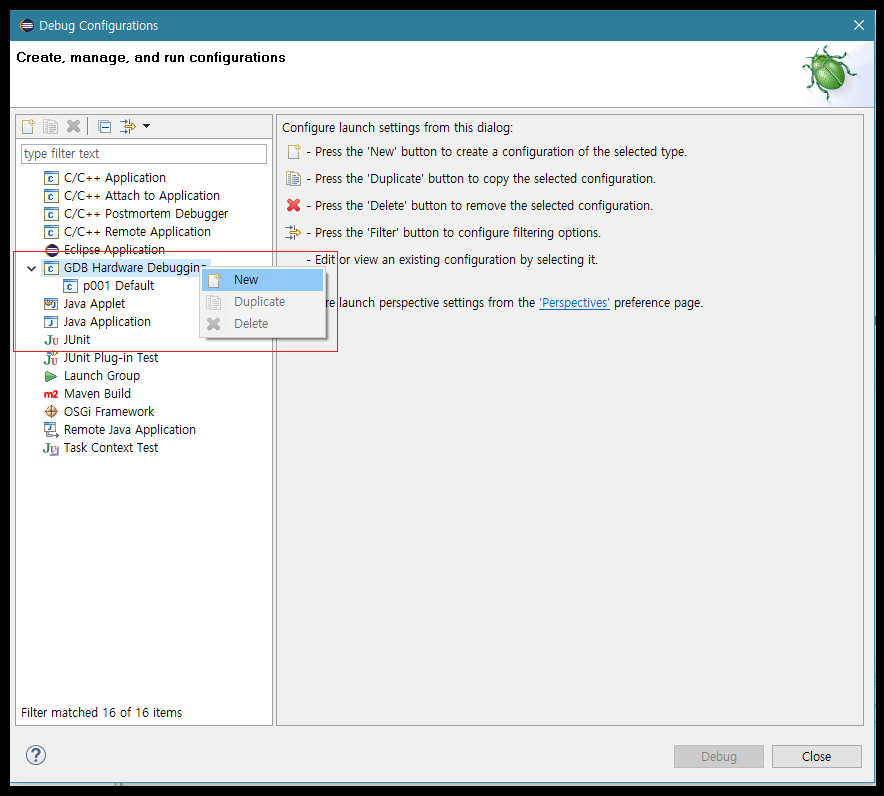 Debug Configurations
Create, manage, and run configurations
type filter text
C/C++ Application
C/C++ Attach to Application
C/C++ Postmortem Debugger
C/C++ Remote Application
Eclipse Application
GDB Hardware Debugging
p001 Default
Java Applet
Java Application
JUnit
JUnit Plug-in Test
Launch Group
Maven Build
OSGi Framework
Remote Java Application
Task Context Test
Filter matched 16 of 16 items
New
Duplicate
Delete
Configure launch settings from this dialog:
- Press the 'New' button to create a configuration of the selected type.
- Press the 'Duplicate' button to copy the selected configuration.
- Press the 'Delete' button to remove the selected configuration.
- Press the 'Filter' button to configure filtering options.
- Edit or view an existing configuration by selecting it.
launch perspective settings from the 'Perspectives' preference page.
Debug
Close